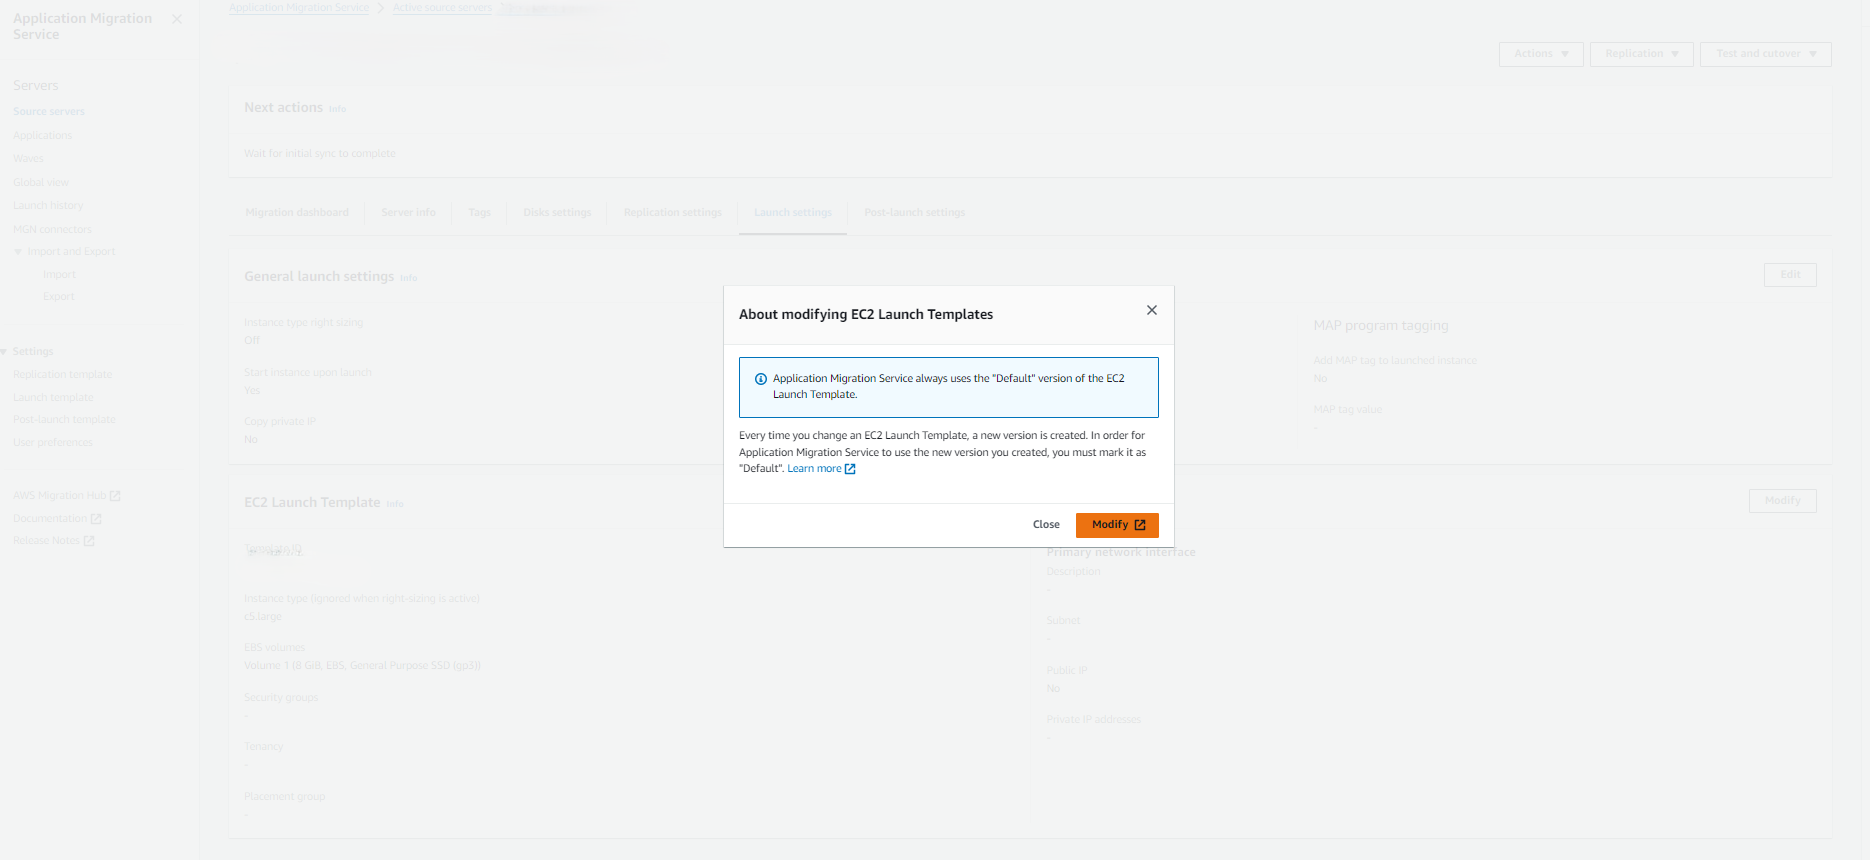 Application Migration Service
Application Migration Service
Active source servers
Actions
Replication
Test and cutover
Servers
Source servers
Applications
Waves
Global view
Launch history
MGN connectors
Import and Export
Import
Export
Settings
Replication template
Launch template
Post-launch template
User preferences
AWS Migration Hub
Documentation
Release Notes
Next actions Info
Wait for initial sync to complete
Migration dashboard
Server info
Tags
Disks settings
Replication settings
Launch settings
Post-launch settings
General launch settings Info
Edit
Instance type right sizing
Off
Start instance upon launch
Yes
Copy private IP
No
MAP program tagging
Add MAP tag to launched instance
No
MAP tag value
-
About modifying EC2 Launch Templates
Application Migration Service always uses the "Default" version of the EC2
Launch Template.
Every time you change an EC2 Launch Template, a new version is created. In order for
Application Migration Service to use the new version you created, you must mark it as
"Default". Learn more
Close
Modify
EC2 Launch Template Info
Modify
Template ID
Instance type (ignored when right-sizing is active)
c5.large
EBS volumes
Volume 1 (8 GiB, EBS, General Purpose SSD (gp3))
Security groups
-
Tenancy
-
Placement group
-
Primary network interface
Description
-
Subnet
-
Public IP
No
Private IP addresses
-